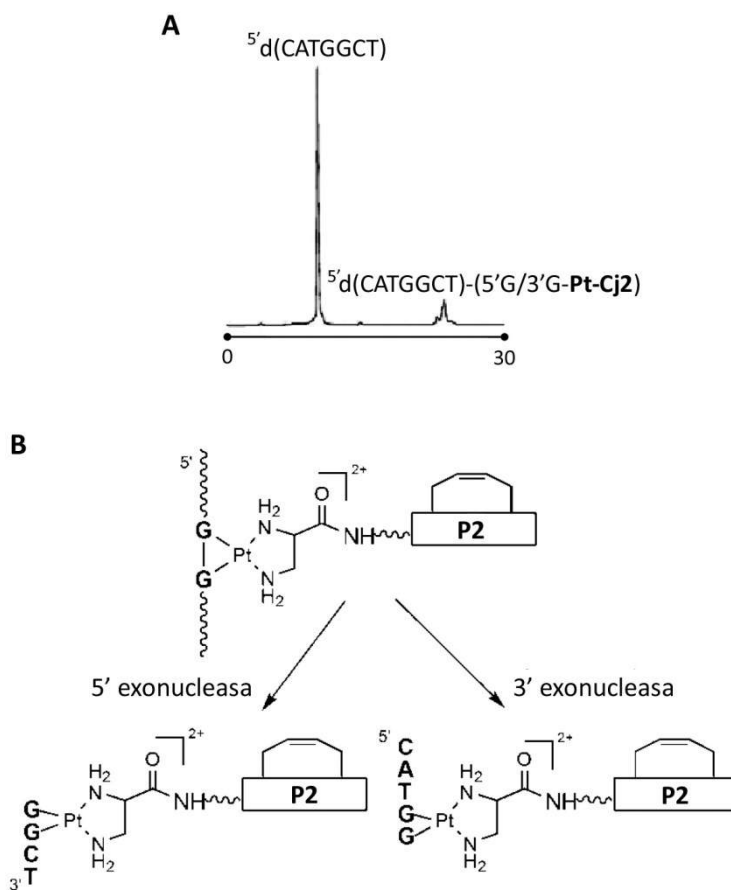 A
5'd(CATGGCT)
5'd(CATGGCT)-(5'G/3'G-Pt-Cj2)
0 30
B
5'
2+
O
H2
N
G
Pt
NH
P2
G
N
H2
5' exonucleasa 3' exonucleasa
2+
O
H2
N
G
Pt
NH
P2
G
C
N
H2
3'T
5'
C
A
T
G
G
2+
O
H2
N
Pt
NH
P2
N
H2